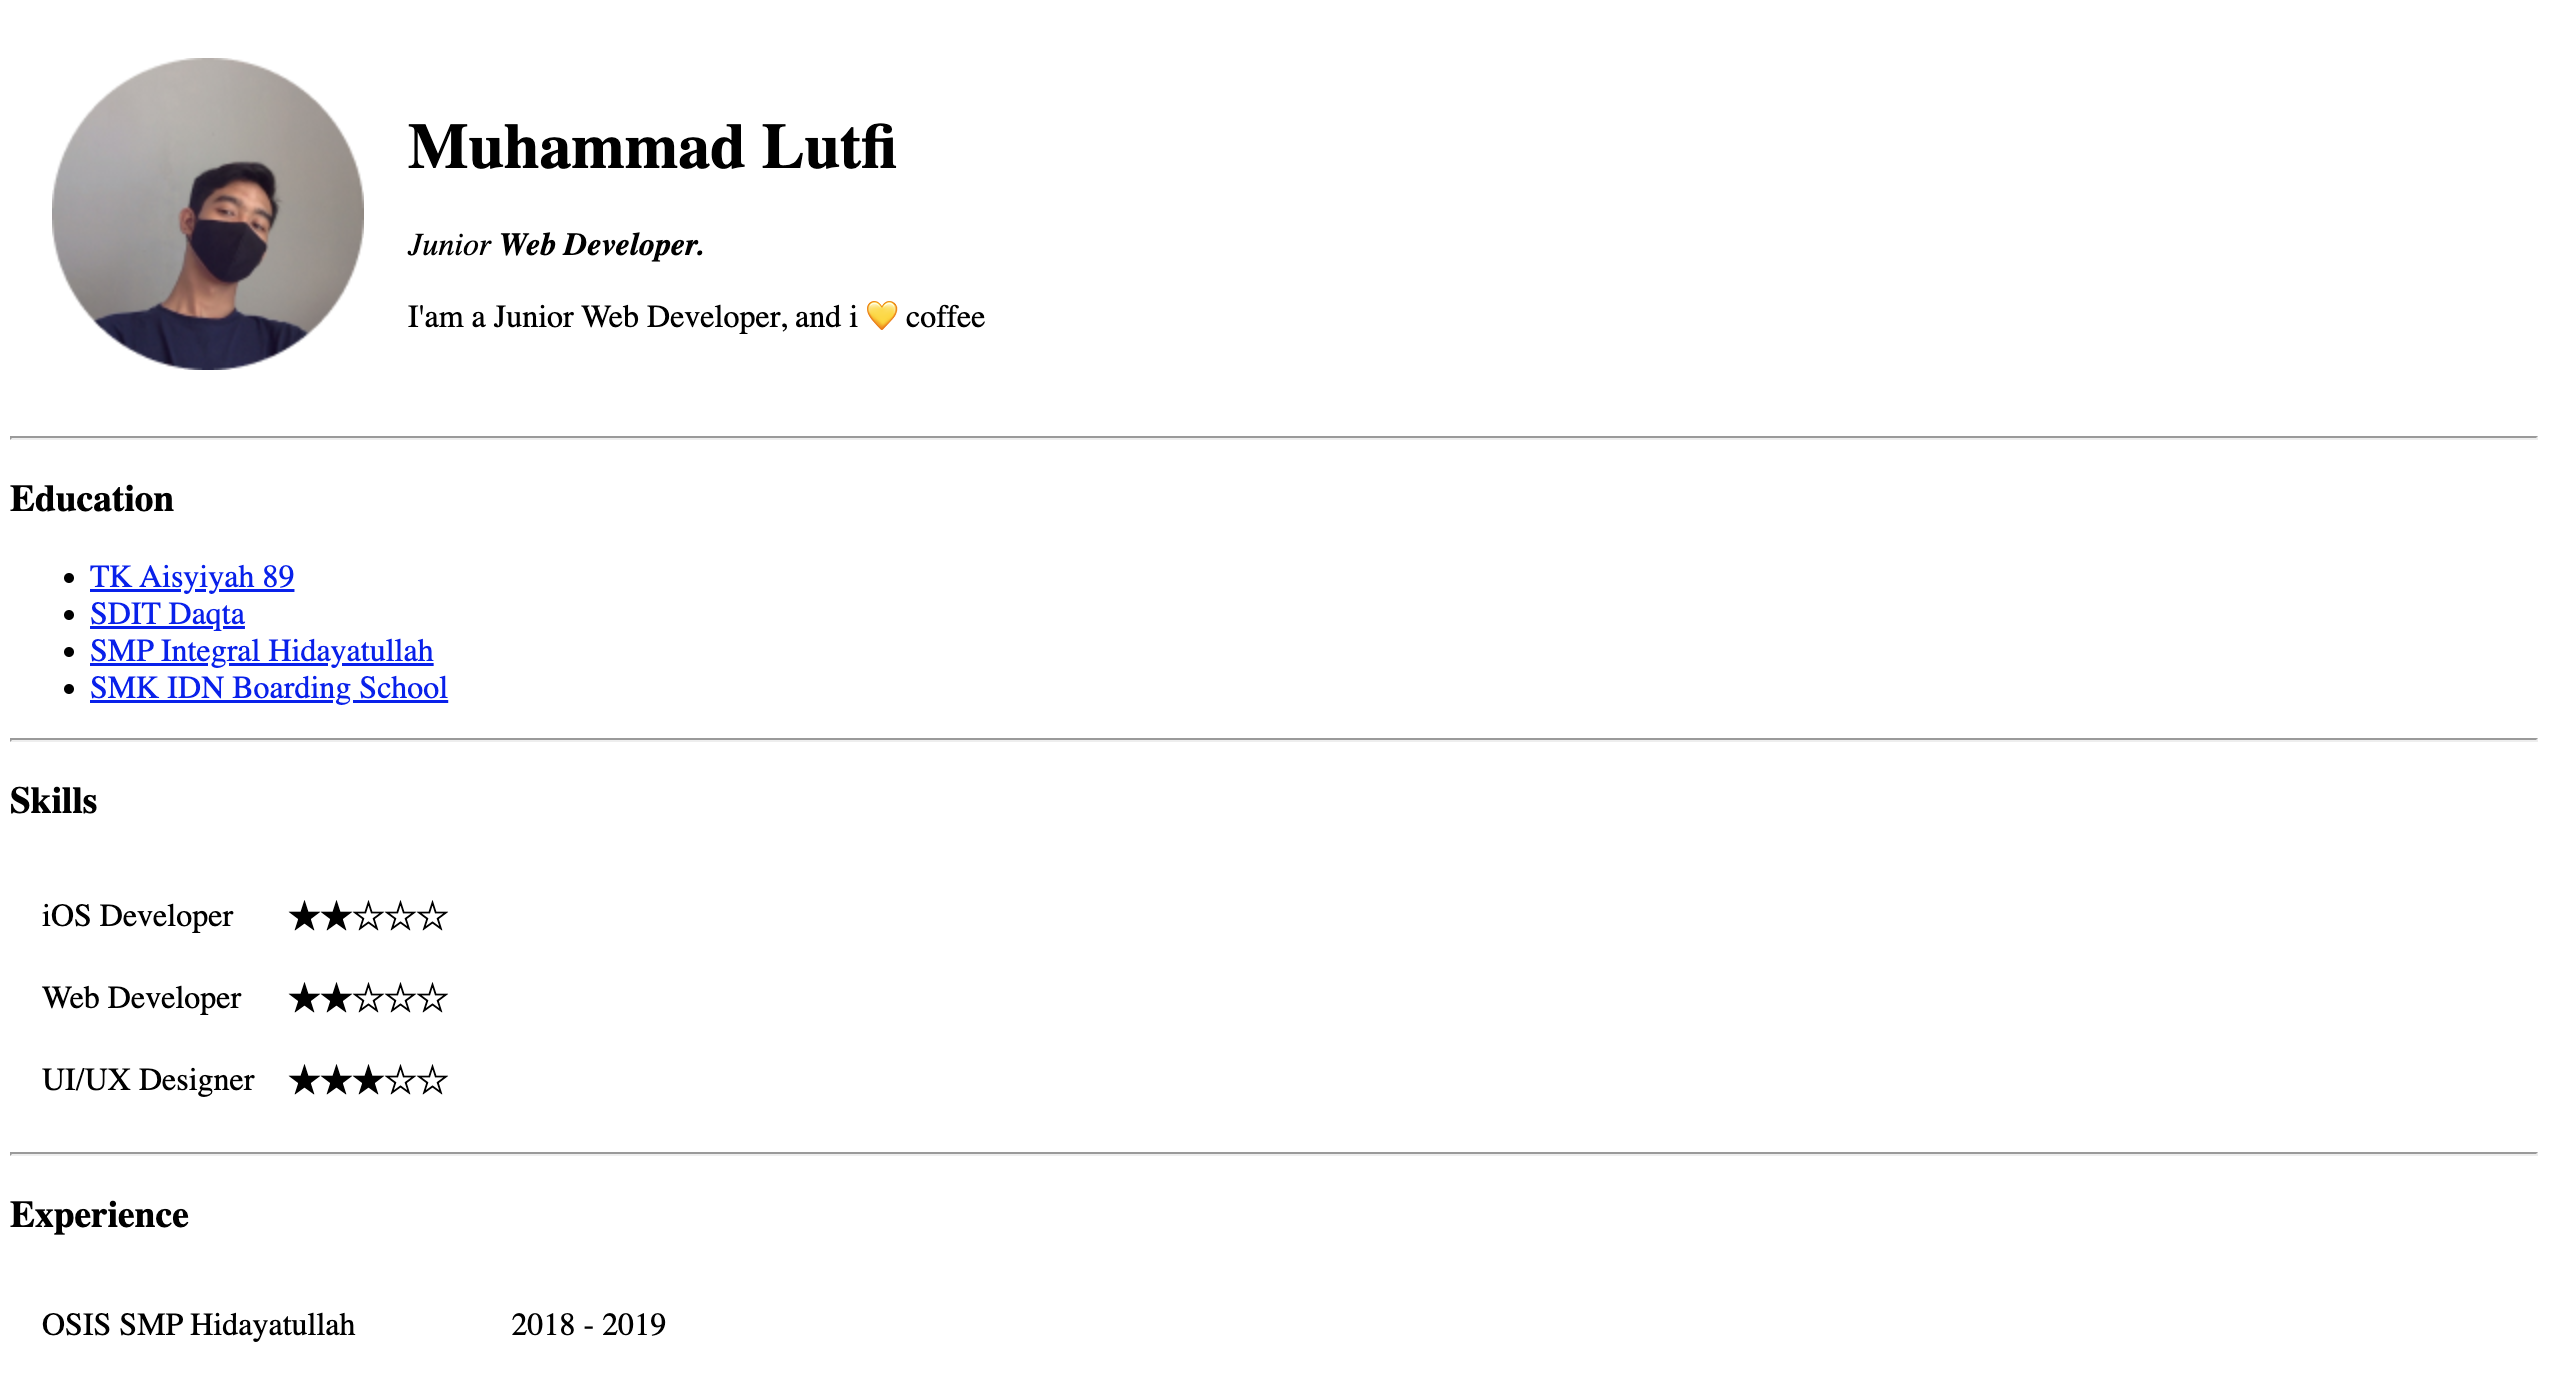 Muhammad Lutfi
Junior Web Developer.
I'am a Junior Web Developer, and i 💛 coffee
Education
• TK Aisyiyah 89
• SDIT Daqta
• SMP Integral Hidayatullah
• SMK IDN Boarding School
Skills
iOS Developer ★★☆☆☆
Web Developer ★★☆☆☆
UI/UX Designer ★★★☆☆
Experience
OSIS SMP Hidayatullah 2018 - 2019